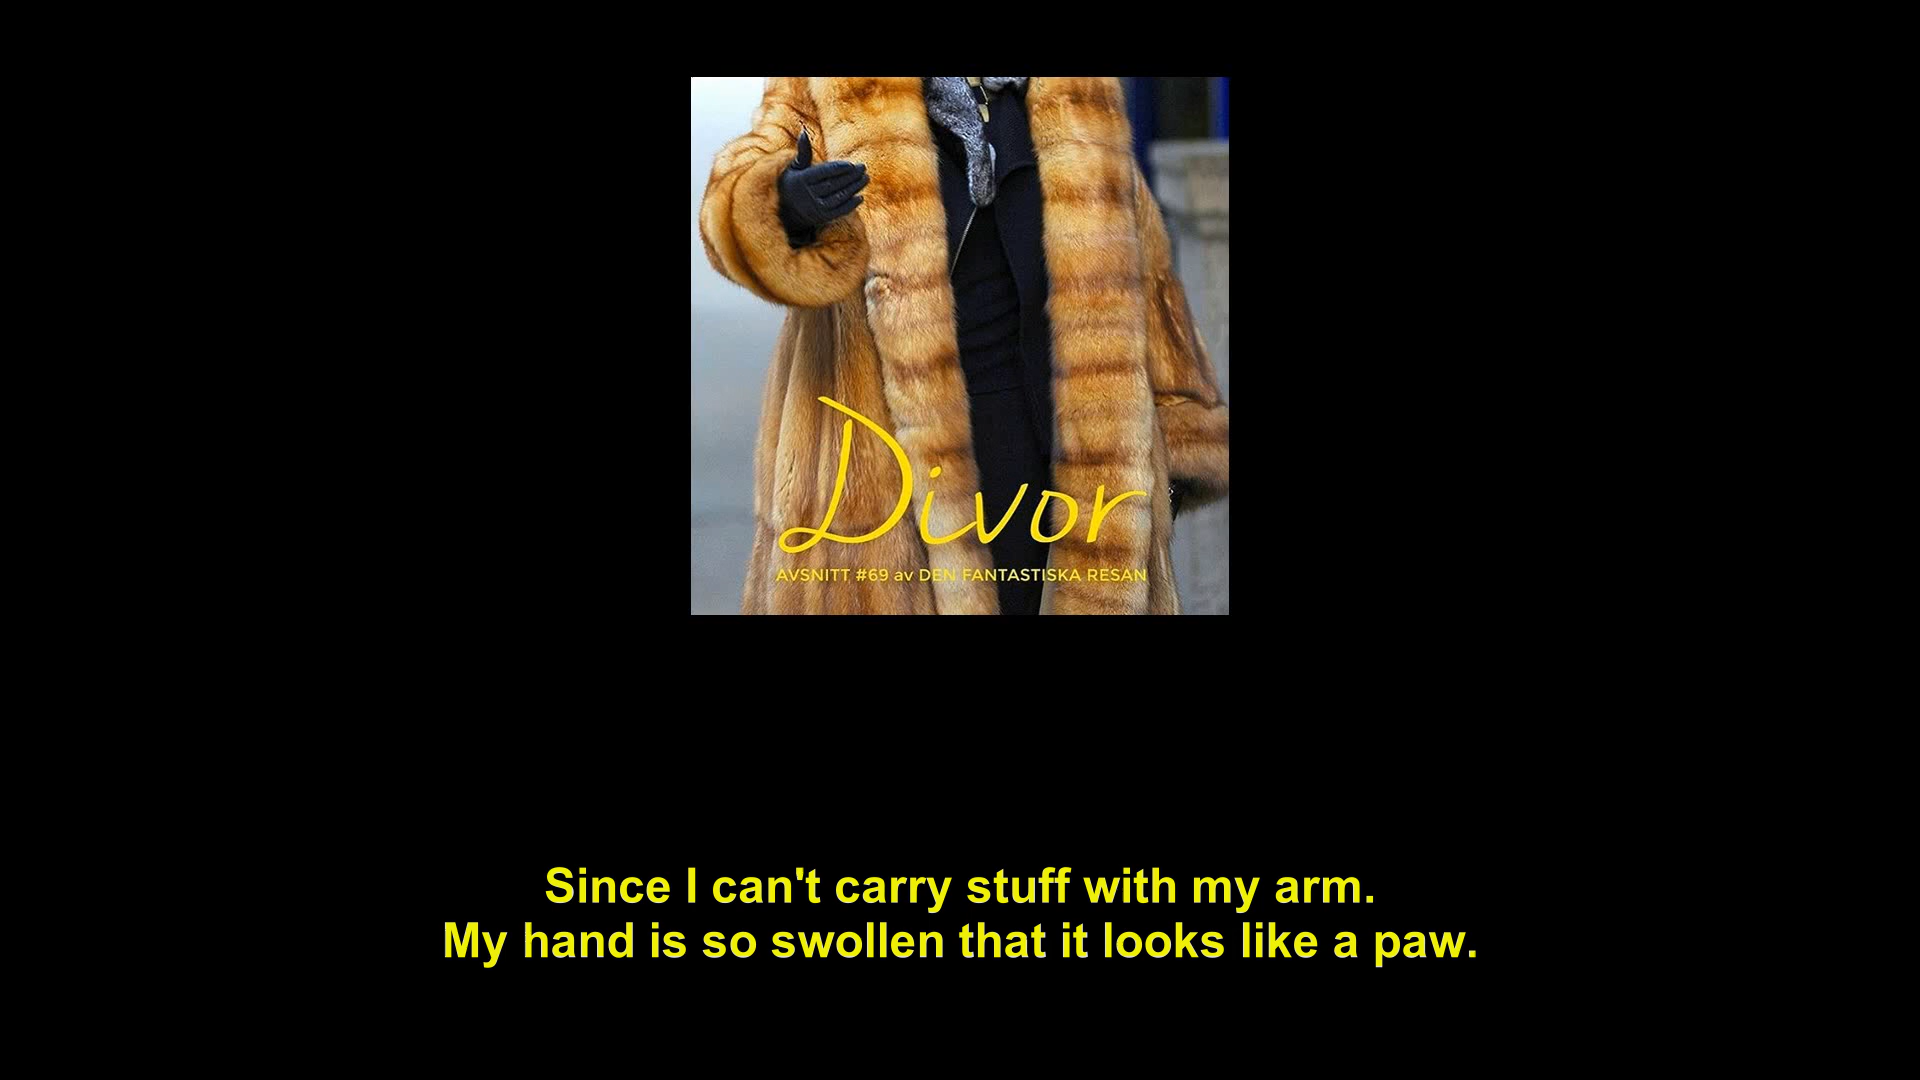 Divor
AVSNITT #69 av DEN FANTASTISKA RESAN
Since I can't carry stuff with my arm.
My hand is so swollen that it looks like a paw.